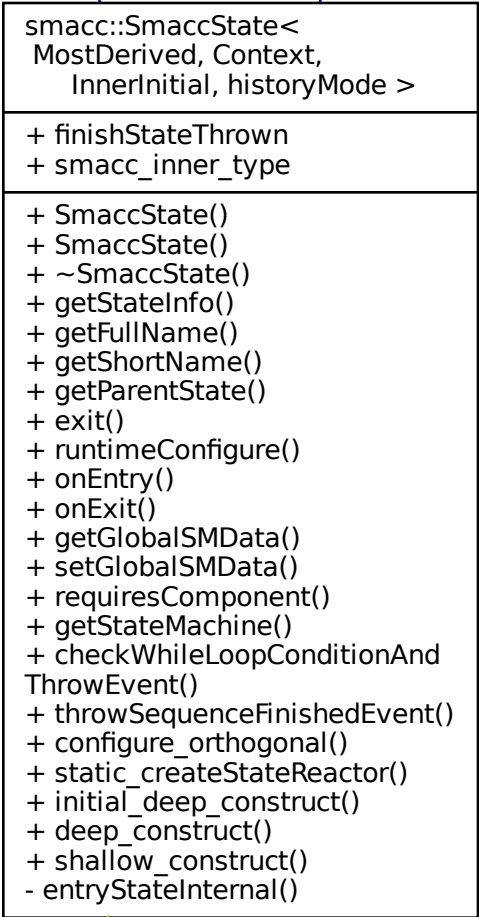 smacc::SmaccState<
MostDerived, Context,
InnerInitial, historyMode >
+ finishStateThrown
+ smacc_inner_type
+ SmaccState()
+ SmaccState()
+ ~SmaccState()
+ getStateInfo()
+ getFullName()
+ getShortName()
+ getParentState()
+ exit()
+ runtimeConfigure()
+ onEntry()
+ onExit()
+ getGlobalSMData()
+ setGlobalSMData()
+ requiresComponent()
+ getStateMachine()
+ checkWhileLoopConditionAnd
ThrowEvent()
+ throwSequenceFinishedEvent()
+ configure_orthogonal()
+ static_createStateReactor()
+ initial_deep_construct()
+ deep_construct()
+ shallow_construct()
- entryStateInternal()